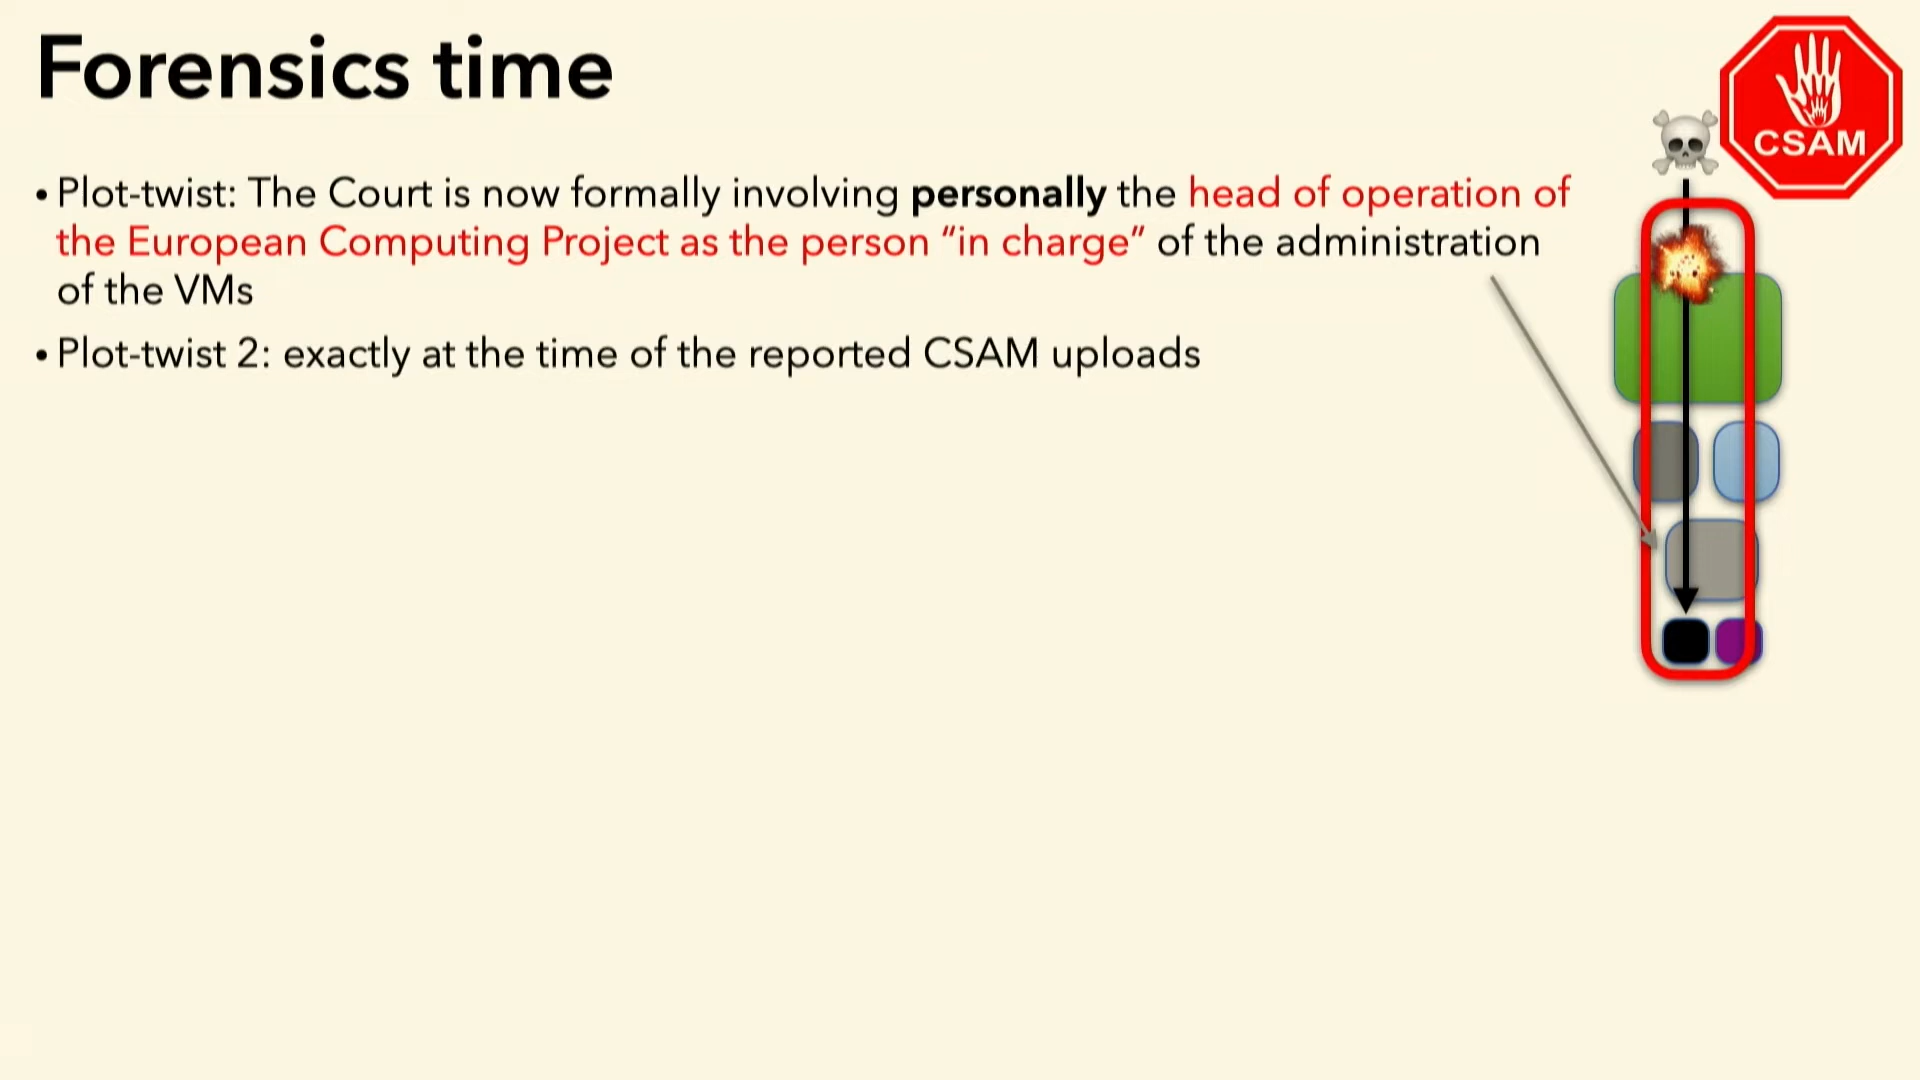 Forensics time
CSAM
• Plot-twist: The Court is now formally involving personally the head of operation of
the European Computing Project as the person “in charge” of the administration
of the VMs
• Plot-twist 2: exactly at the time of the reported CSAM uploads